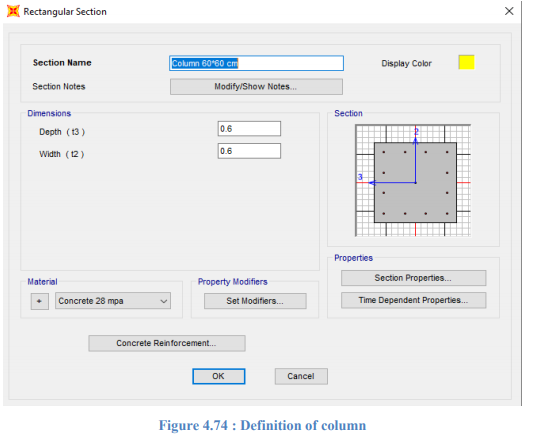 Rectangular Section
Section Name
Column 60*60 cm
Display Color
Section Notes
Modify/Show Notes...
Dimensions
Depth ( t3 )
0.6
Width ( t2 )
0.6
Section
2
3
Properties
Section Properties...
Time Dependent Properties...
Material
+
Concrete 28 mpa
Property Modifiers
Set Modifiers...
Concrete Reinforcement...
OK
Cancel
Figure 4.74 : Definition of column